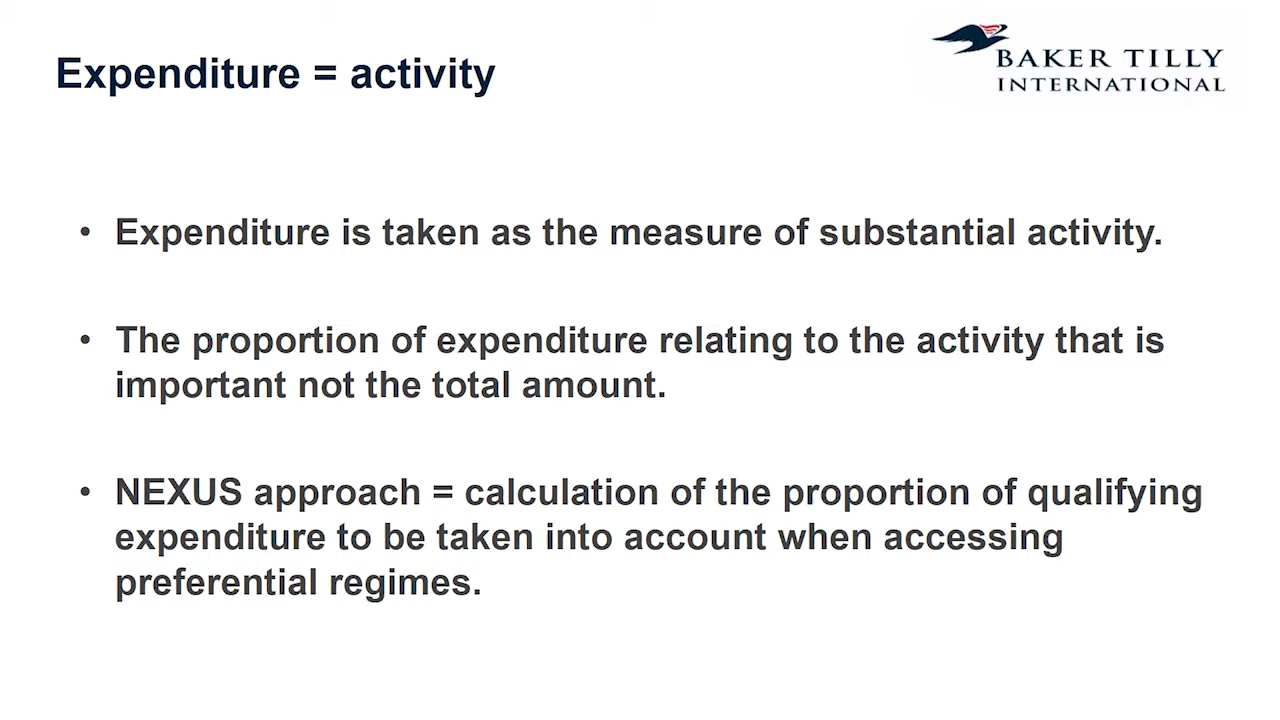 Expenditure = activity
BAKER TILLY
INTERNATIONAL
• Expenditure is taken as the measure of substantial activity.
• The proportion of expenditure relating to the activity that is
important not the total amount.
• NEXUS approach = calculation of the proportion of qualifying
expenditure to be taken into account when accessing
preferential regimes.